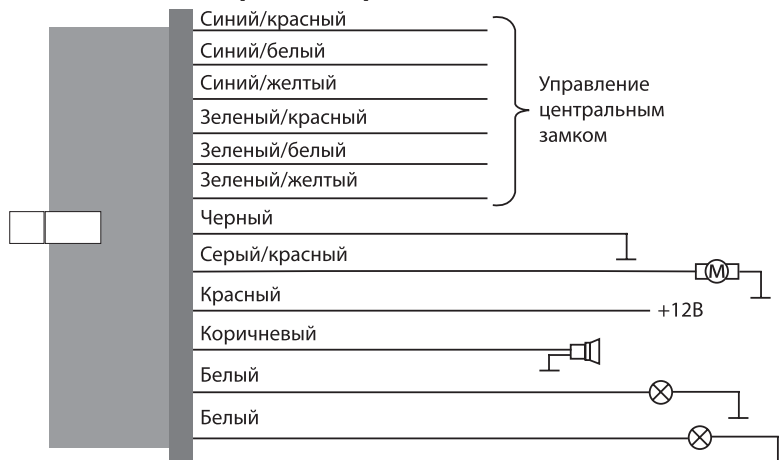 Синий/красный
Синий/белый
Синий/желтый
Зеленый/красный
Зеленый/белый
Зеленый/желтый
Управление
центральным
замком
Черный
Серый/красный
M
Красный
+12В
Коричневый
Белый
Белый